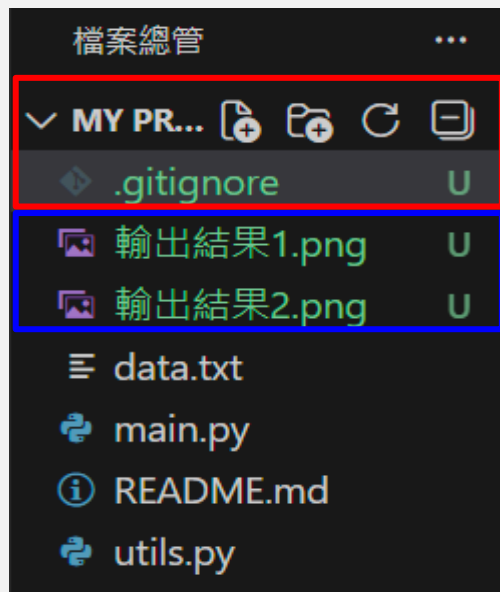 檔案總管 ...
MY PR...
.gitignore U
輸出結果1.png U
輸出結果2.png U
data.txt
main.py
README.md
utils.py